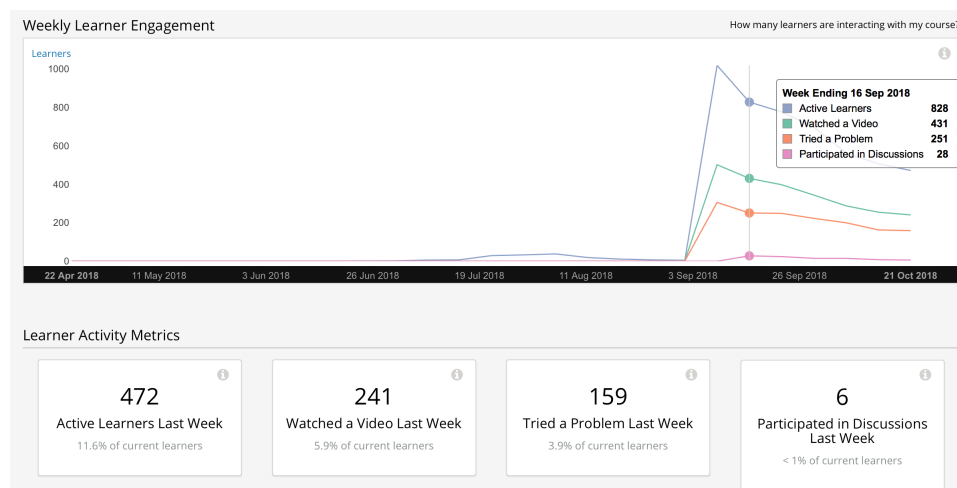 Weekly Learner Engagement
How many learners are interacting with my course?
Learners
1000
800
600
400
200
0
Week Ending 16 Sep 2018
Active Learners 828
Watched a Video 431
Tried a Problem 251
Participated in Discussions 28
22 Apr 2018 11 May 2018 3 Jun 2018 26 Jun 2018 19 Jul 2018 11 Aug 2018 3 Sep 2018 26 Sep 2018 21 Oct 2018
Learner Activity Metrics
472
Active Learners Last Week
11.6% of current learners
241
Watched a Video Last Week
5.9% of current learners
159
Tried a Problem Last Week
3.9% of current learners
6
Participated in Discussions
Last Week
< 1% of current learners